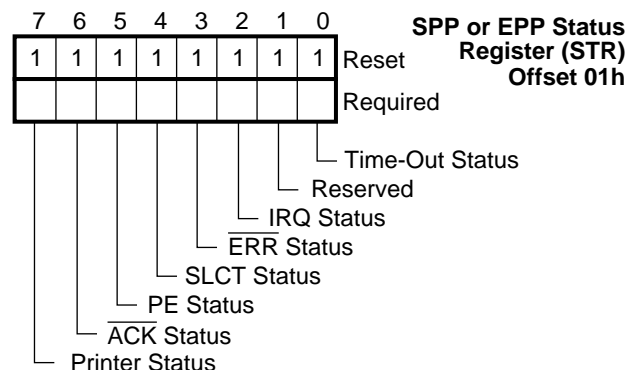 7 6 5 4 3 2 1 0
SPP or EPP Status
Register (STR)
Offset 01h
1 1 1 1 1 1 1 1 Reset
Required
Time-Out Status
Reserved
IRQ Status
E̅R̅R̅ Status
SLCT Status
PE Status
A̅C̅K̅ Status
Printer Status